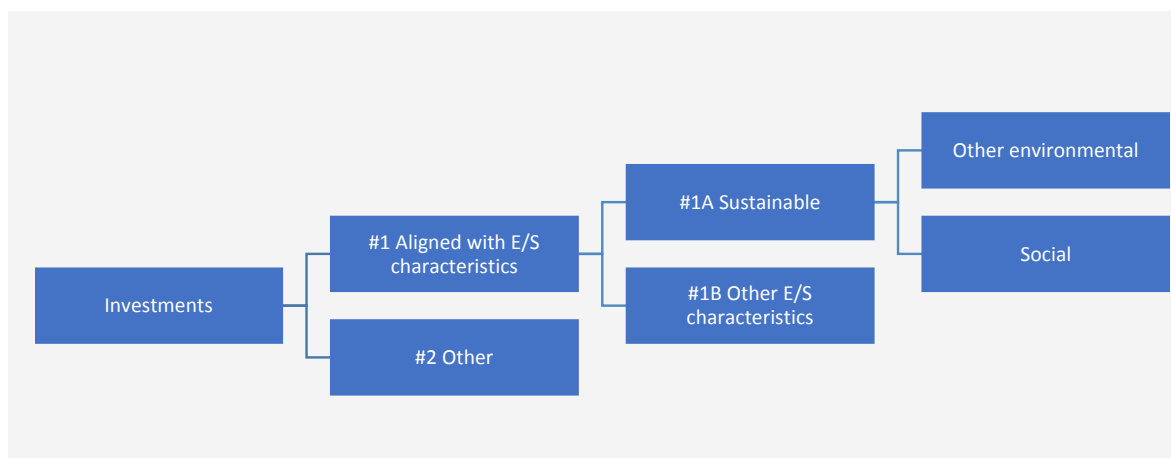 Investments
#1 Aligned with E/S
characteristics
#2 Other
#1A Sustainable
#1B Other E/S
characteristics
Other environmental
Social